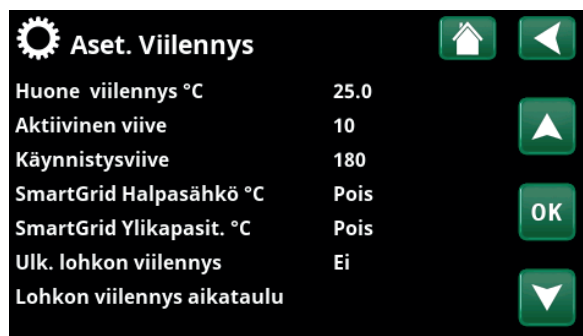 Aset. Viilennys
Huone viilennys °C 25.0
Aktiivinen viive 10
Käynnistysviive 180
SmartGrid Halpasähkö °C Pois
SmartGrid Ylikapasit. °C Pois
OK
Ulk. lohkon viilennys Ei
Lohkon viilennys aikataulu